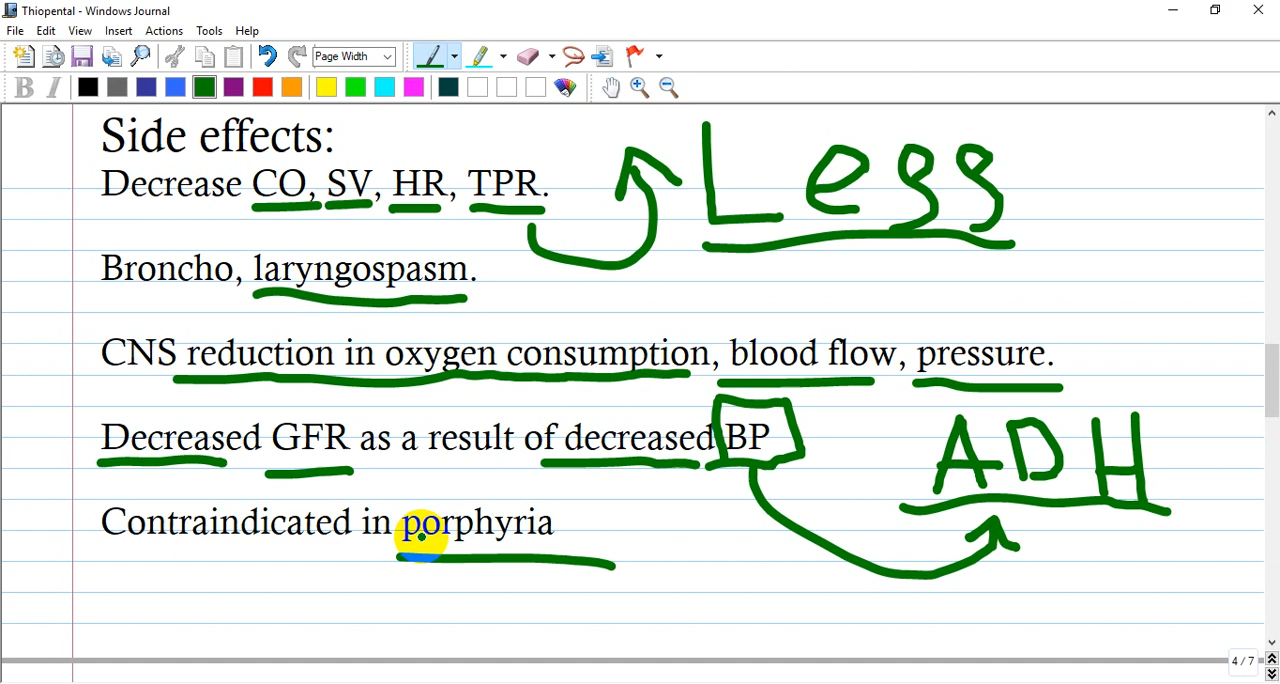 Thiopental - Windows Journal
File Edit View Insert Actions Tools Help
Page Width
B I
Side effects:
Less
Decrease CO, SV, HR, TPR.
Broncho, laryngospasm.
CNS reduction in oxygen consumption, blood flow, pressure.
Decreased GFR as a result of decreased BP
ADH
Contraindicated in porphyria
4 / 7